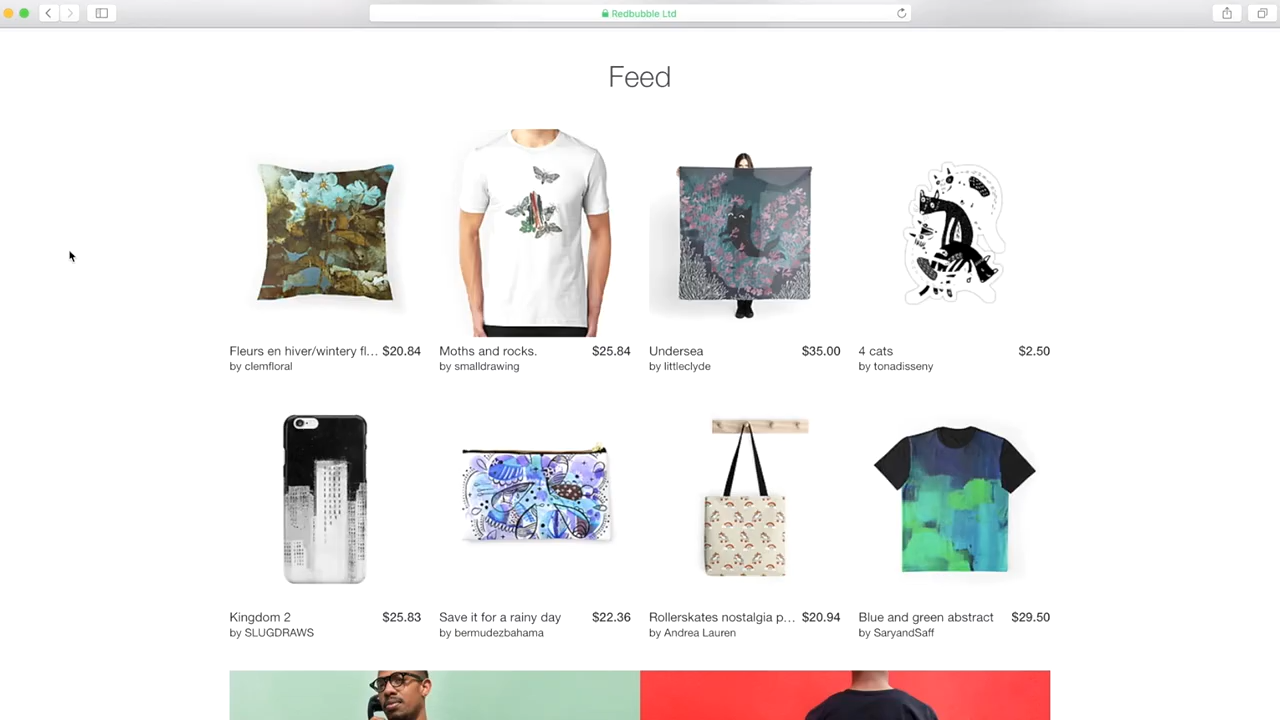 Redbubble Ltd
Feed
Fleurs en hiver/wintery fl... $20.84
by clemfloral
Moths and rocks. $25.84
by smalldrawing
Undersea $35.00
by littleclyde
4 cats $2.50
by tonadisseny
Kingdom 2 $25.83
by SLUGDRAWS
Save it for a rainy day $22.36
by bermudezbahama
Rollerskates nostalgia p... $20.94
by Andrea Lauren
Blue and green abstract $29.50
by SaryandSaff